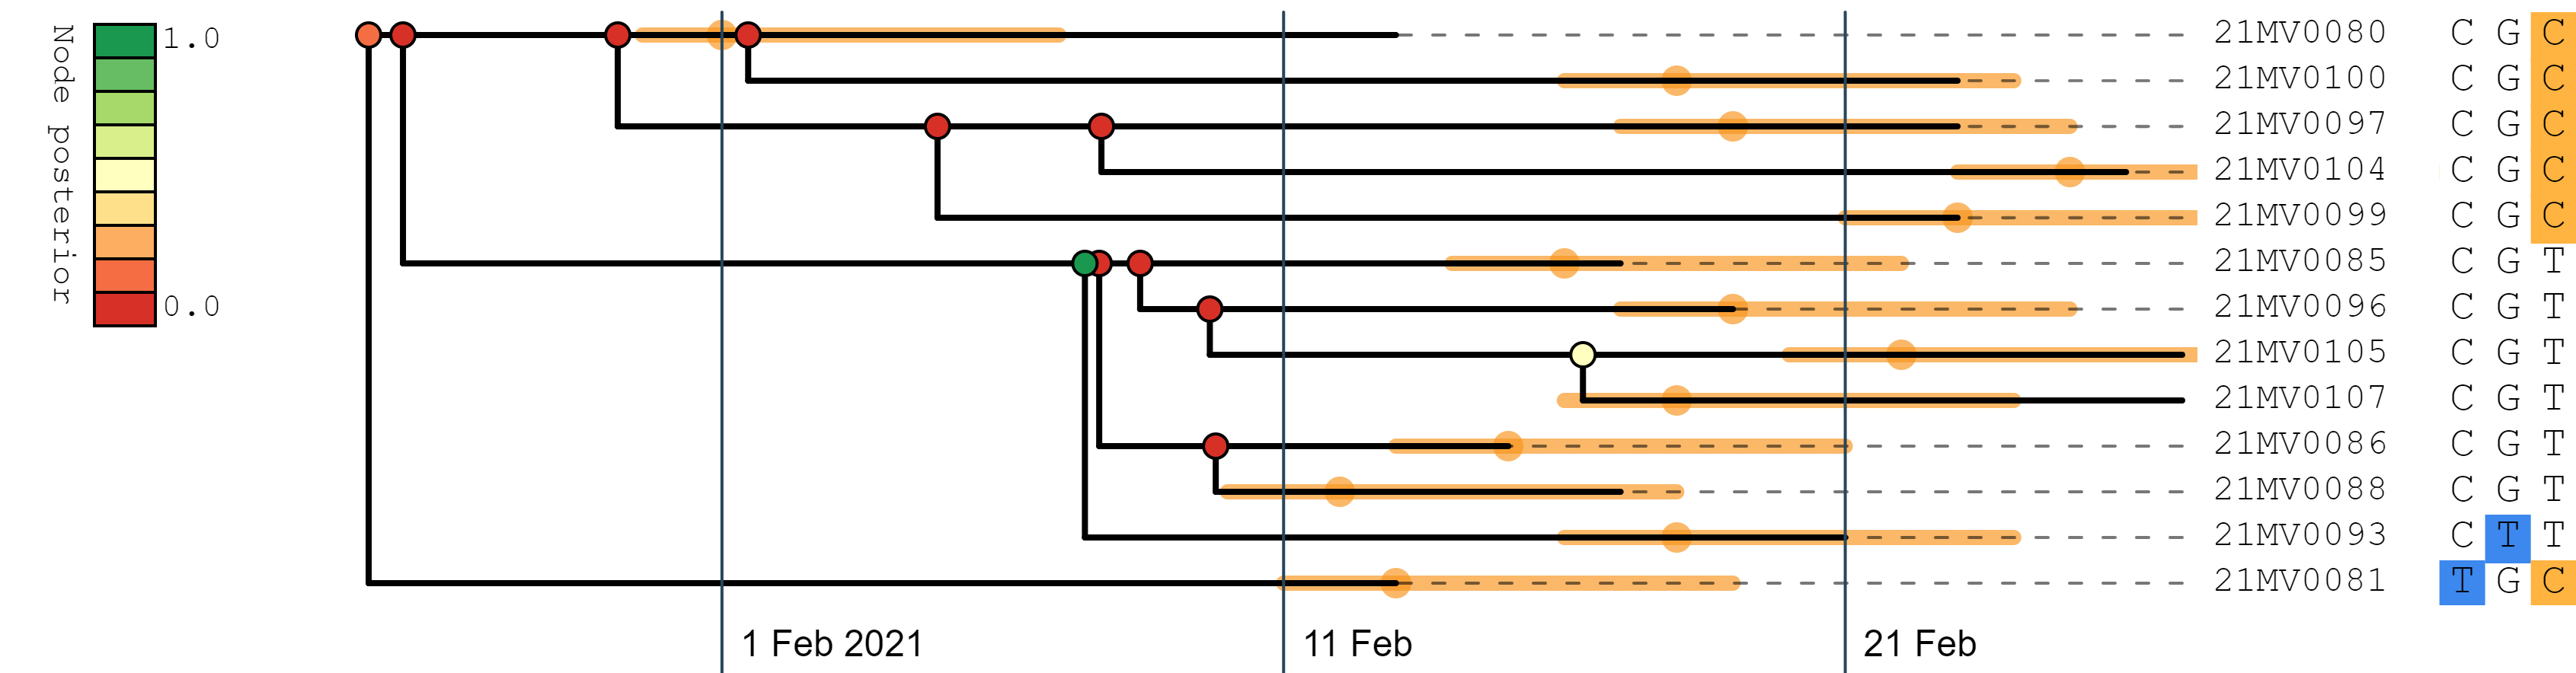 Node posterior
1.0
0.0
21MV0080 C G C
21MV0100 C G C
21MV0097 C G C
21MV0104 C G C
21MV0099 C G C
21MV0085 C G T
21MV0096 C G T
21MV0105 C G T
21MV0107 C G T
21MV0086 C G T
21MV0088 C G T
21MV0093 C T T
21MV0081 T G C
1 Feb 2021
11 Feb
21 Feb